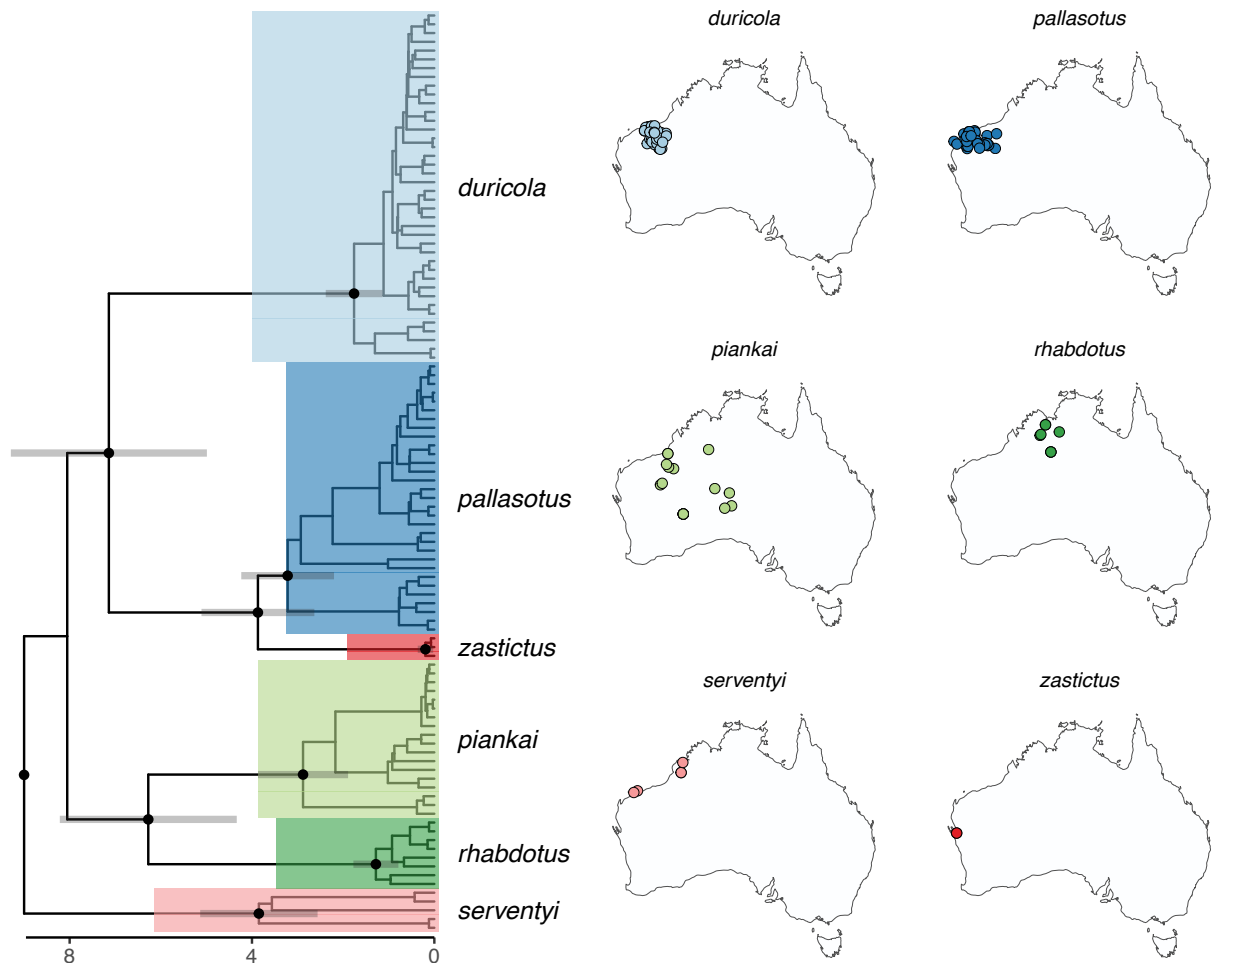 duricola
pallasotus
zastictus
piankai
rhabdotus
serventyi
8 4 0
duricola pallasotus
piankai rhabdotus
serventyi zastictus